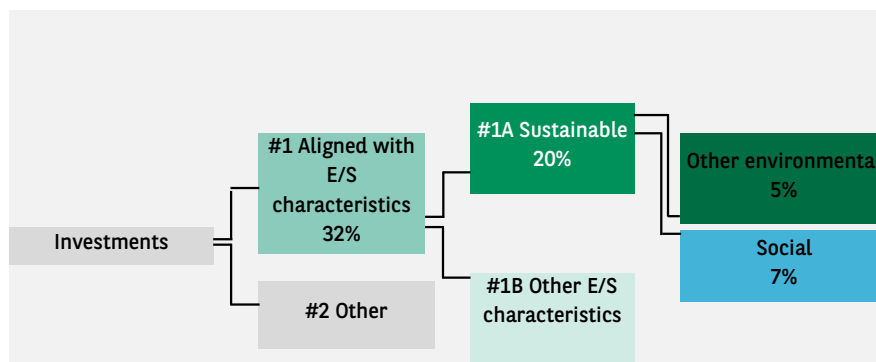 Investments
#1 Aligned with
E/S
characteristics
32%
#2 Other
#1A Sustainable
20%
#1B Other E/S
characteristics
Other environmenta
5%
Social
7%